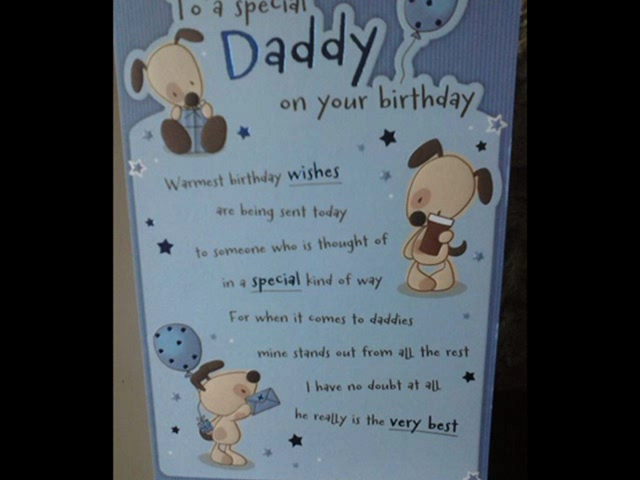 To a special
Daddy
on your birthday
Warmest birthday wishes
are being sent today
to someone who is thought of
in a special kind of way
For when it comes to daddies
mine stands out from all the rest
I have no doubt at all
he really is the very best